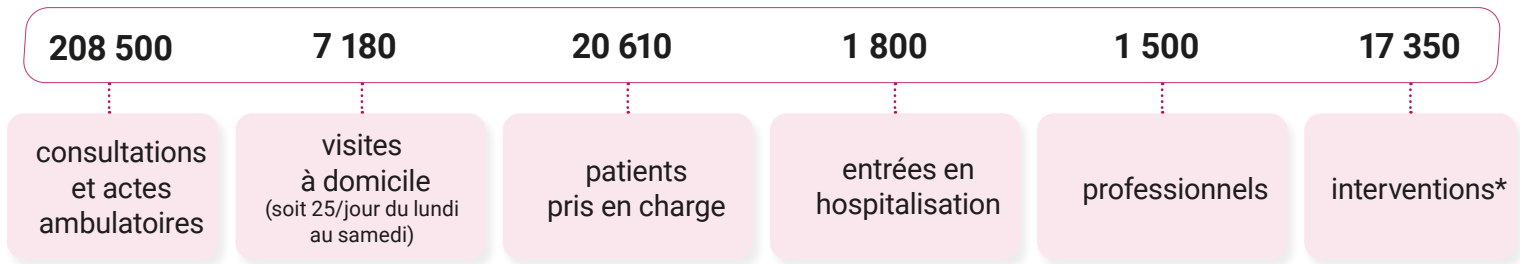 208 500
7 180
20 610
1 800
1 500
17 350
consultations
et actes
ambulatoires
visites
à domicile
(soit 25/jour du lundi
au samedi)
patients
pris en charge
entrées en
hospitalisation
professionnels
interventions*